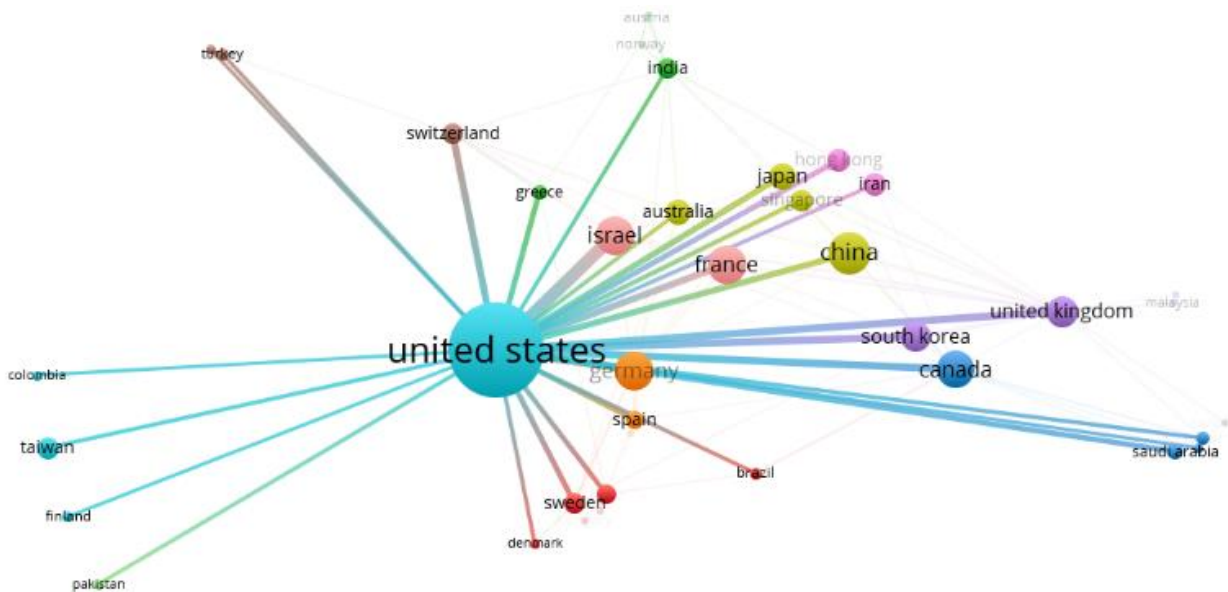 austria
norway
turkey
india
switzerland
hong kong
japan
iran
greece
singapore
australia
israel
china
france
malaysia
united kingdom
south korea
united states
canada
germany
colombia
spain
taiwan
saudi arabia
brazil
sweden
finland
denmark
pakistan